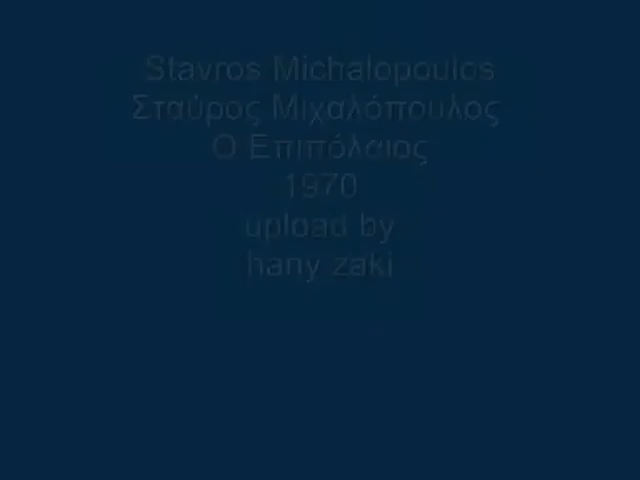 Stavros Michalopoulos
Σταύρος Μιχαλόπουλος
Ο Επιπόλαιος
1970
upload by
hany zaki